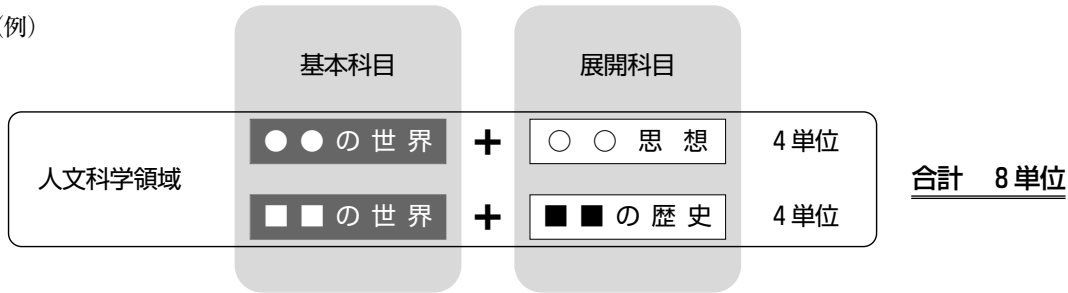 (例)
基本科目 展開科目
●●の世界 + ○○思想 4単位
人文科学領域 合計 8単位
■■の世界 + ■■の歴史 4単位